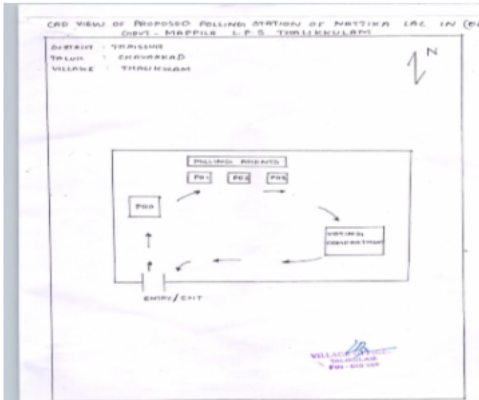 CAD VIEW OF PROPOSED POLLING STATION OF NATTIKA LAC IN
GOVT. MAPPILA L.P.S THALIKKULAM
DISTRICT : THRISSUR
TALUK : CHAVAKKAD
VILLAGE : THALIKULAM
N
POLLING AGENTS
PO1 PO2 PO3
PRO
VOTING
COMPARTMENT
ENTRY/EXIT
VILLAGE OFFICE
TALIKULAM